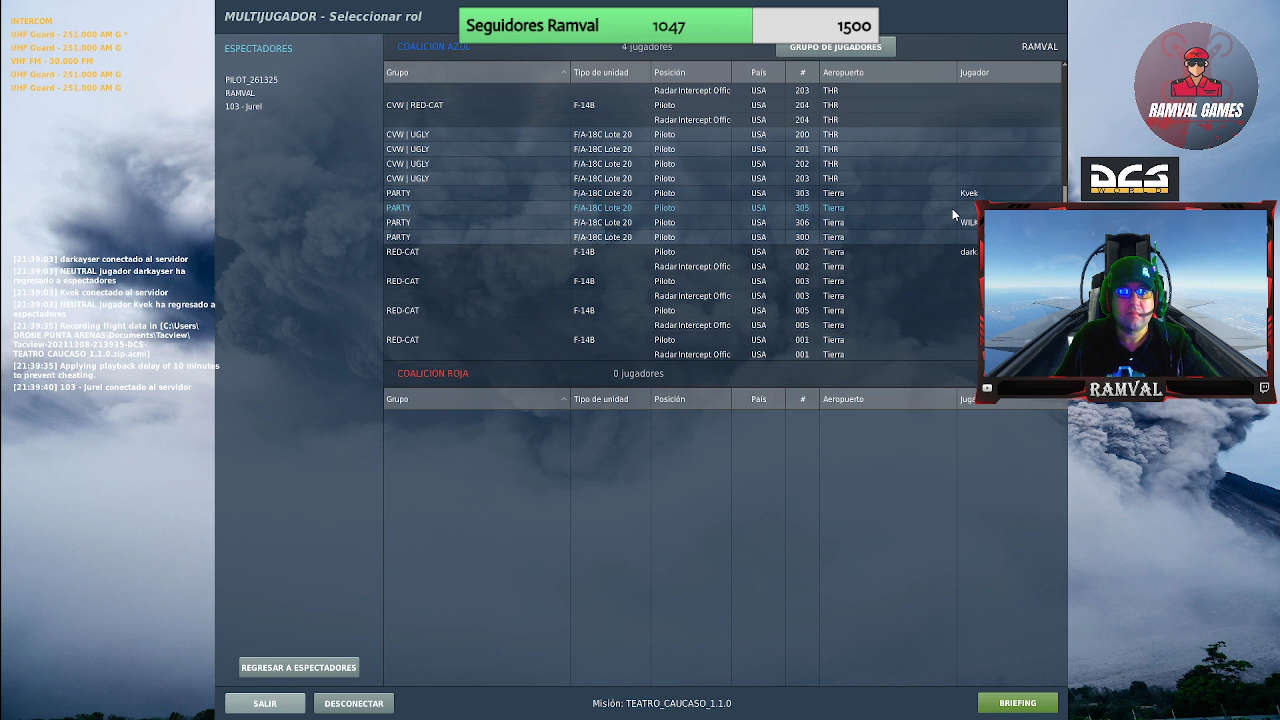 INTERCOM
UHF Guard - 251.000 AM G *
UHF Guard - 251.000 AM G
VHF FM - 30.000 FM
UHF Guard - 251.000 AM G
UHF Guard - 251.000 AM G
MULTIJUGADOR - Seleccionar rol
Seguidores Ramval 1047 1500
ESPECTADORES
PILOT_261325
RAMVAL
103 - Jurel
COALICIÓN AZUL 4 jugadores GRUPO DE JUGADORES RAMVAL
Grupo Tipo de unidad Posición País # Aeropuerto Jugador
Radar Intercept Offic USA 203 THR
CVW | RED-CAT F-14B Piloto USA 204 THR
Radar Intercept Offic USA 204 THR
CVW | UGLY F/A-18C Lote 20 Piloto USA 200 THR
CVW | UGLY F/A-18C Lote 20 Piloto USA 201 THR
CVW | UGLY F/A-18C Lote 20 Piloto USA 202 THR
CVW | UGLY F/A-18C Lote 20 Piloto USA 203 THR
PARTY F/A-18C Lote 20 Piloto USA 303 Tierra Kvek
PARTY F/A-18C Lote 20 Piloto USA 305 Tierra
PARTY F/A-18C Lote 20 Piloto USA 306 Tierra WILK
PARTY F/A-18C Lote 20 Piloto USA 300 Tierra
RED-CAT F-14B Piloto USA 002 Tierra dark
Radar Intercept Offic USA 002 Tierra
RED-CAT F-14B Piloto USA 003 Tierra
Radar Intercept Offic USA 003 Tierra
RED-CAT F-14B Piloto USA 005 Tierra
Radar Intercept Offic USA 005 Tierra
RED-CAT F-14B Piloto USA 001 Tierra
Radar Intercept Offic USA 001 Tierra
COALICIÓN ROJA 0 jugadores
Grupo Tipo de unidad Posición País # Aeropuerto Juga
[21:39:03] darkayser conectado al servidor
[21:39:03] NEUTRAL jugador darkayser ha
regresado a espectadores
[21:39:03] Kvek conectado al servidor
[21:39:03] NEUTRAL jugador Kvek ha regresado a
espectadores
[21:39:35] Recording flight data in [C:\Users\
DRONE PUNTA ARENAS\Documents\Tacview\
Tacview-20211208-213935-DCS-
TEATRO_CAUCASO_1.1.0.zip.acmi]
[21:39:35] Applying playback delay of 10 minutes
to prevent cheating.
[21:39:40] 103 - Jurel conectado al servidor
RAMVAL GAMES
DCS
WORLD
RAMVAL
REGRESAR A ESPECTADORES
SALIR DESCONECTAR Misión: TEATRO_CAUCASO_1.1.0 BRIEFING